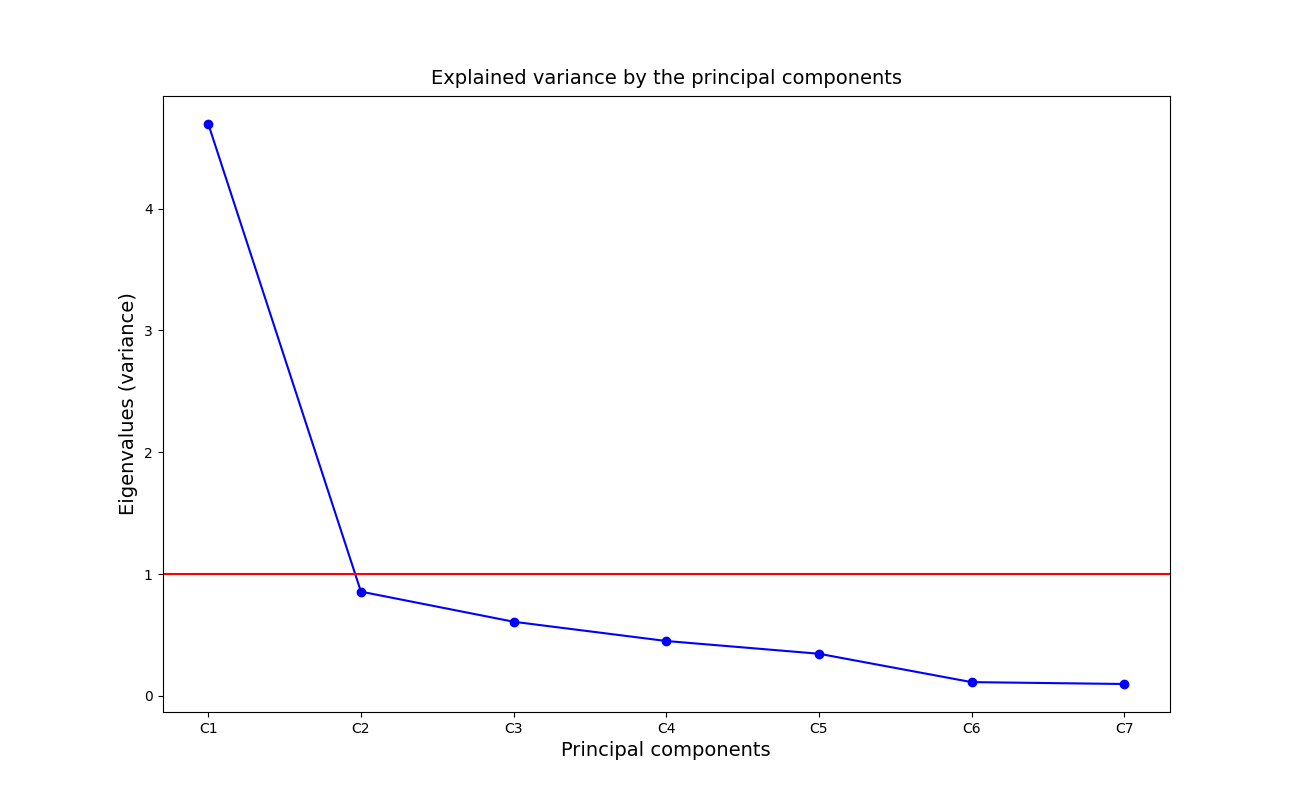 Explained variance by the principal components
Eigenvalues (variance)
4
3
2
1
0
C1 C2 C3 C4 C5 C6 C7
Principal components